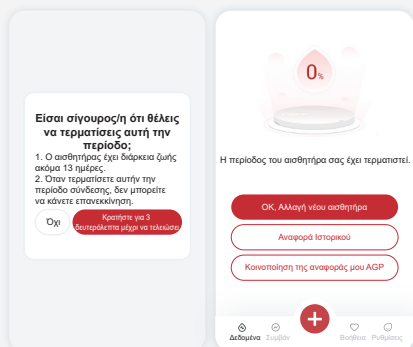 Είσαι σίγουρος/η ότι θέλεις
να τερματίσεις αυτή την
περίοδο;
1. Ο αισθητήρας έχει διάρκεια ζωής
ακόμα 13 ημέρες.
2. Όταν τερματίσετε αυτήν την
περίοδο σύνδεσης, δεν μπορείτε
να κάνετε επανεκκίνηση.
Όχι
Κρατήστε για 3
δευτερόλεπτα μέχρι να τελειώσει
0%
Η περίοδος του αισθητήρα σας έχει τερματιστεί.
OK, Αλλαγή νέου αισθητήρα
Αναφορά Ιστορικού
Κοινοποίηση της αναφοράς μου AGP
Δεδομένα
Συμβάν
Βοήθεια
Ρυθμίσεις